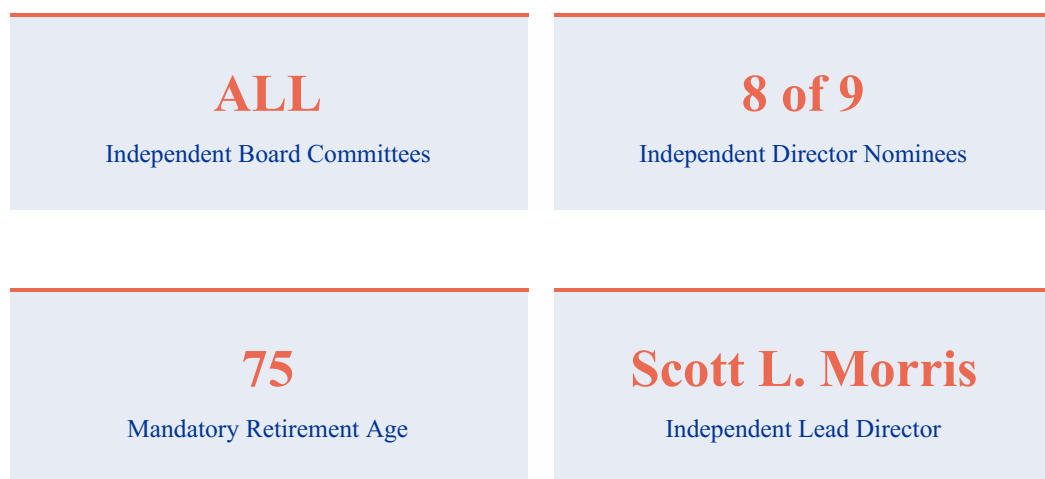 ALL
Independent Board Committees
8 of 9
Independent Director Nominees
75
Mandatory Retirement Age
Scott L. Morris
Independent Lead Director